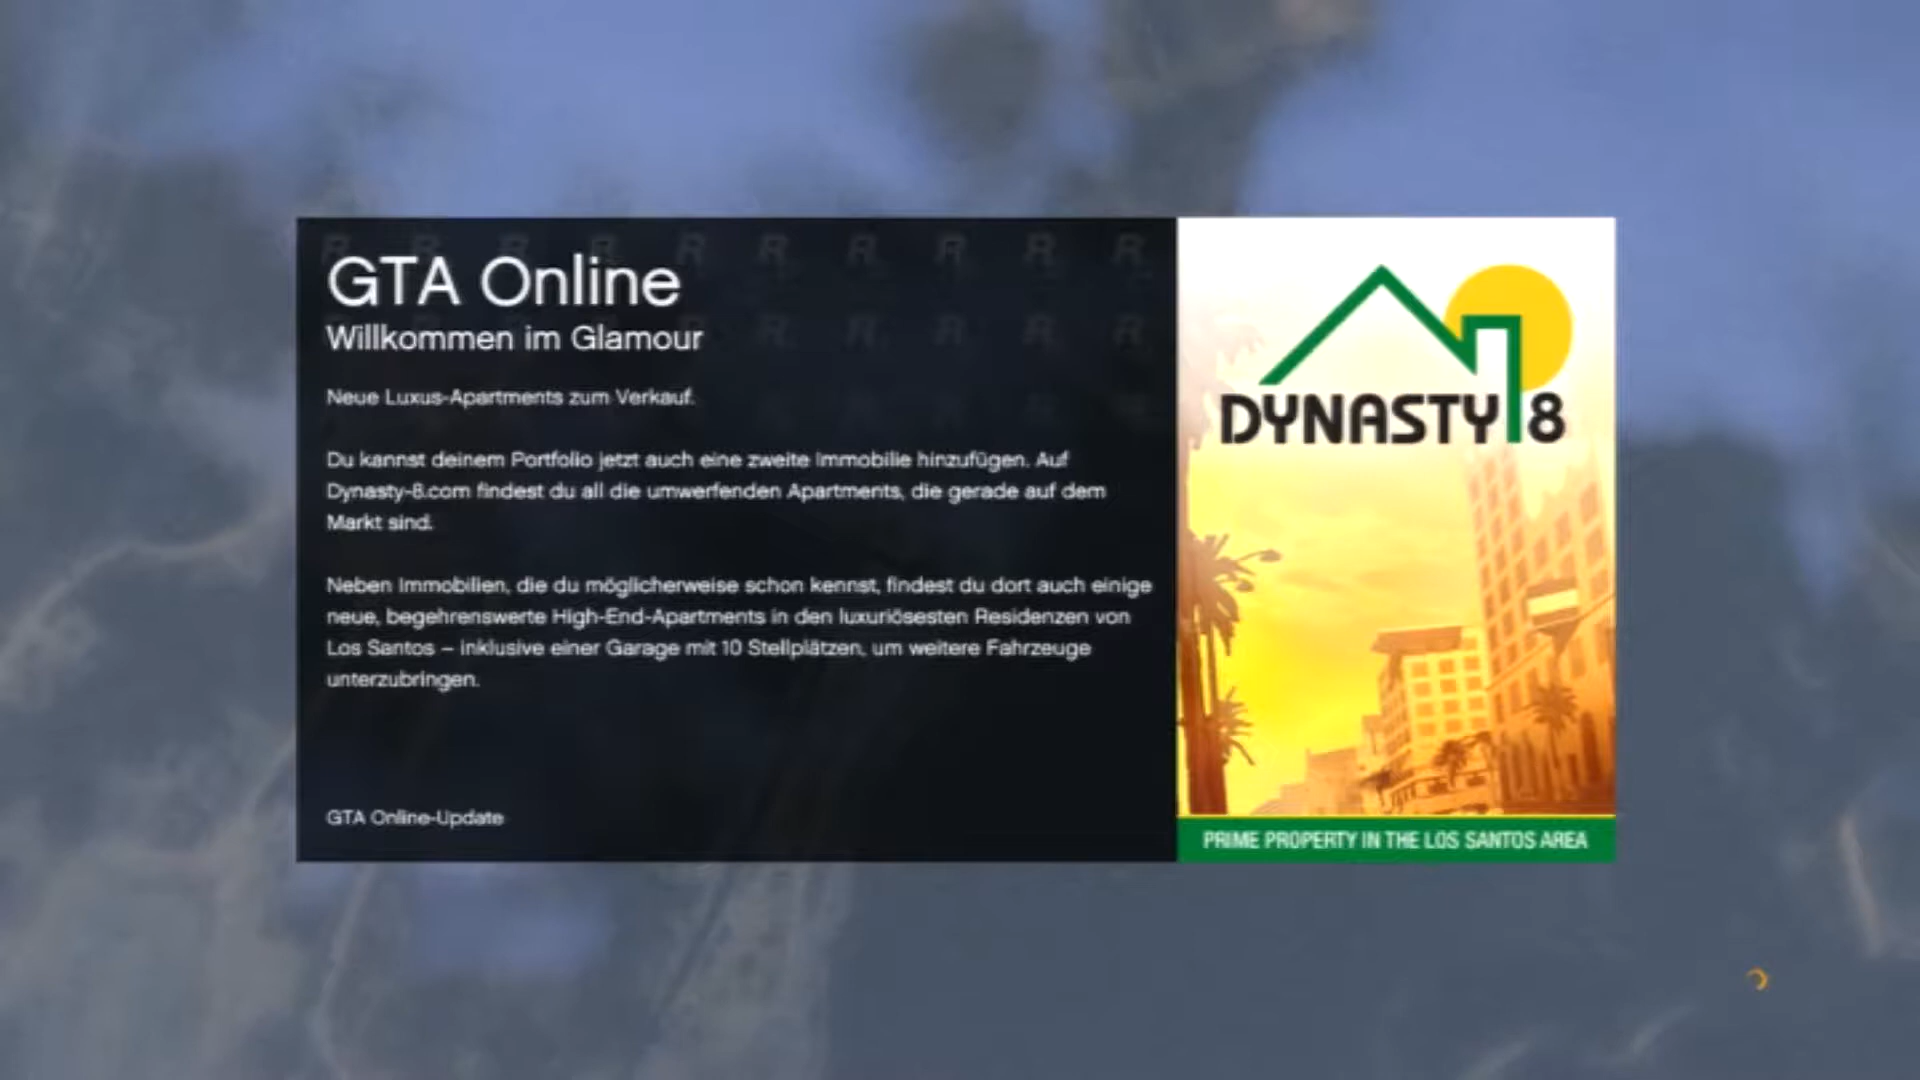 GTA Online
Willkommen im Glamour
Neue Luxus-Apartments zum Verkauf.
Du kannst deinem Portfolio jetzt auch eine zweite Immobilie hinzufügen. Auf
Dynasty-8.com findest du all die umwerfenden Apartments, die gerade auf dem
Markt sind.
Neben Immobilien, die du möglicherweise schon kennst, findest du dort auch einige
neue, begehrenswerte High-End-Apartments in den luxuriösesten Residenzen von
Los Santos – inklusive einer Garage mit 10 Stellplätzen, um weitere Fahrzeuge
unterzubringen.
GTA Online-Update
DYNASTY 8
PRIME PROPERTY IN THE LOS SANTOS AREA